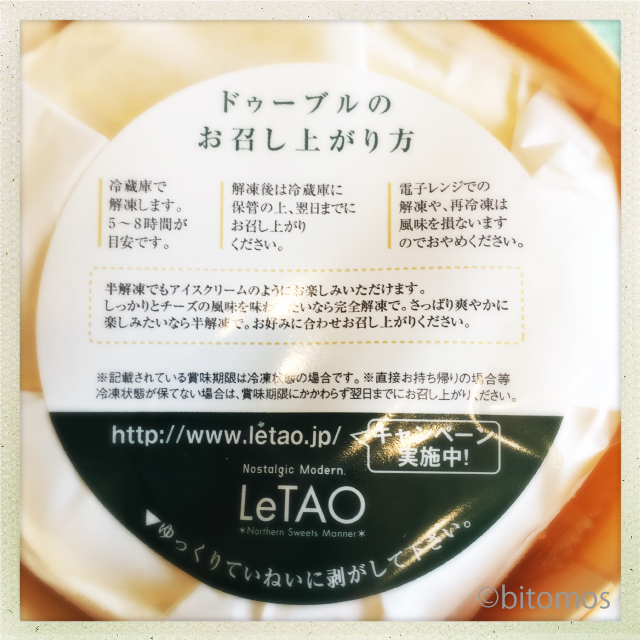 ドゥーブルの
お召し上がり方
冷蔵庫で
解凍します。
5〜8時間が
目安です。
解凍後は冷蔵庫に
保管の上、翌日までに
お召し上がり
ください。
電子レンジでの
解凍や、再冷凍は
風味を損ないます
のでおやめください。
半解凍でもアイスクリームのようにお楽しみいただけます。
しっかりとチーズの風味を味わ たいなら完全解凍で。さっぱり爽やかに
楽しみたいなら半解凍で。お好みに合わせお召し上がりください。
※記載されている賞味期限は冷凍状態の場合です。※直接お持ち帰りの場合等
冷凍状態が保てない場合は、賞味期限にかかわらず翌日までにお召し上がりください。
http://www.letao.jp/
キャンペーン
実施中!
Nostalgic Modern.
LeTAO
*Northern Sweets Manner*
▼ゆっくりていねいに剥がして下さい。
©bitomos